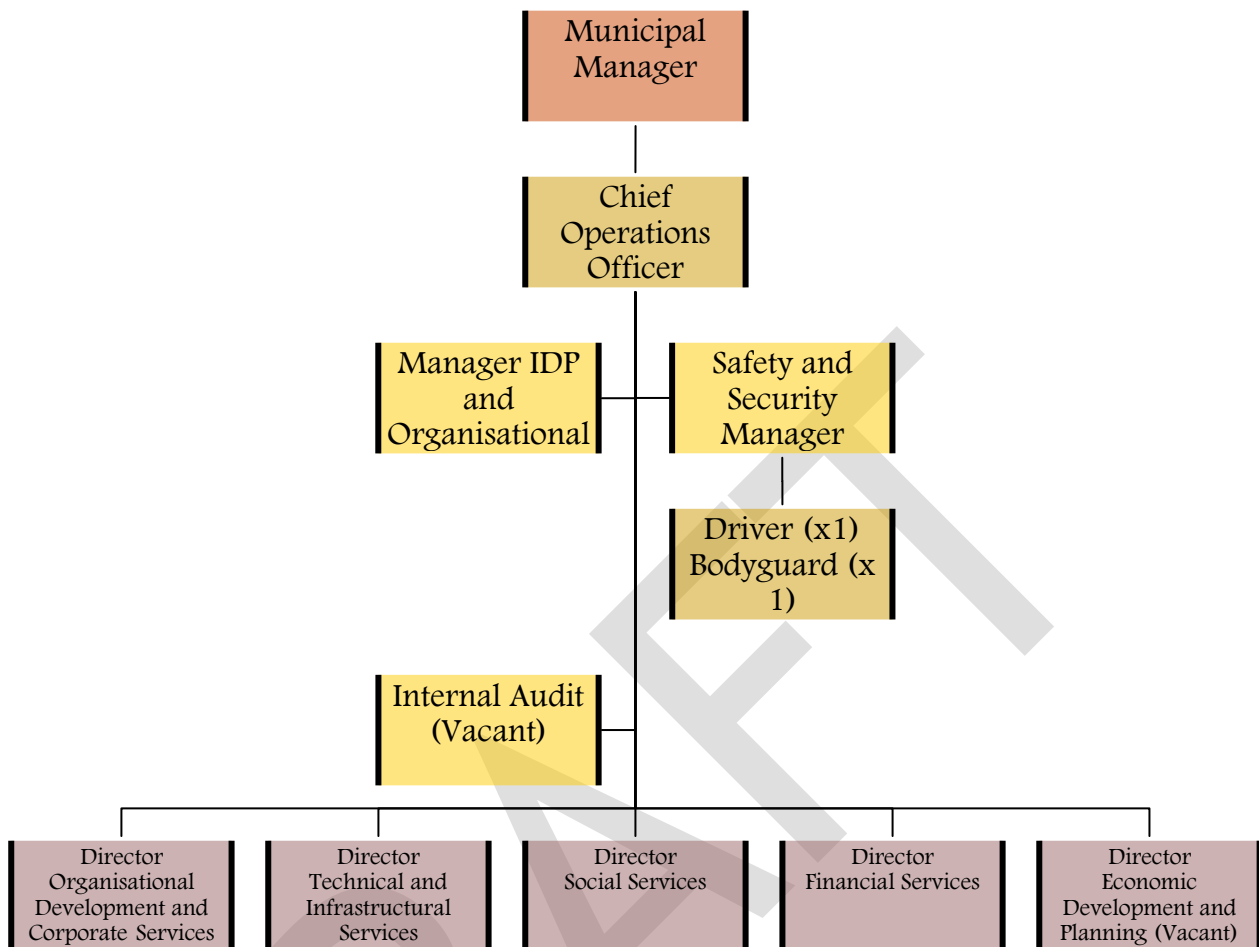 Municipal
Manager
Chief
Operations
Officer
Manager IDP
and
Organisational
Safety and
Security
Manager
Driver (x1)
Bodyguard (x
1)
Internal Audit
(Vacant)
Director
Organisational
Development and
Corporate Services
Director
Technical and
Infrastructural
Services
Director
Social Services
Director
Financial Services
Director
Economic
Development and
Planning (Vacant)
DRAFT